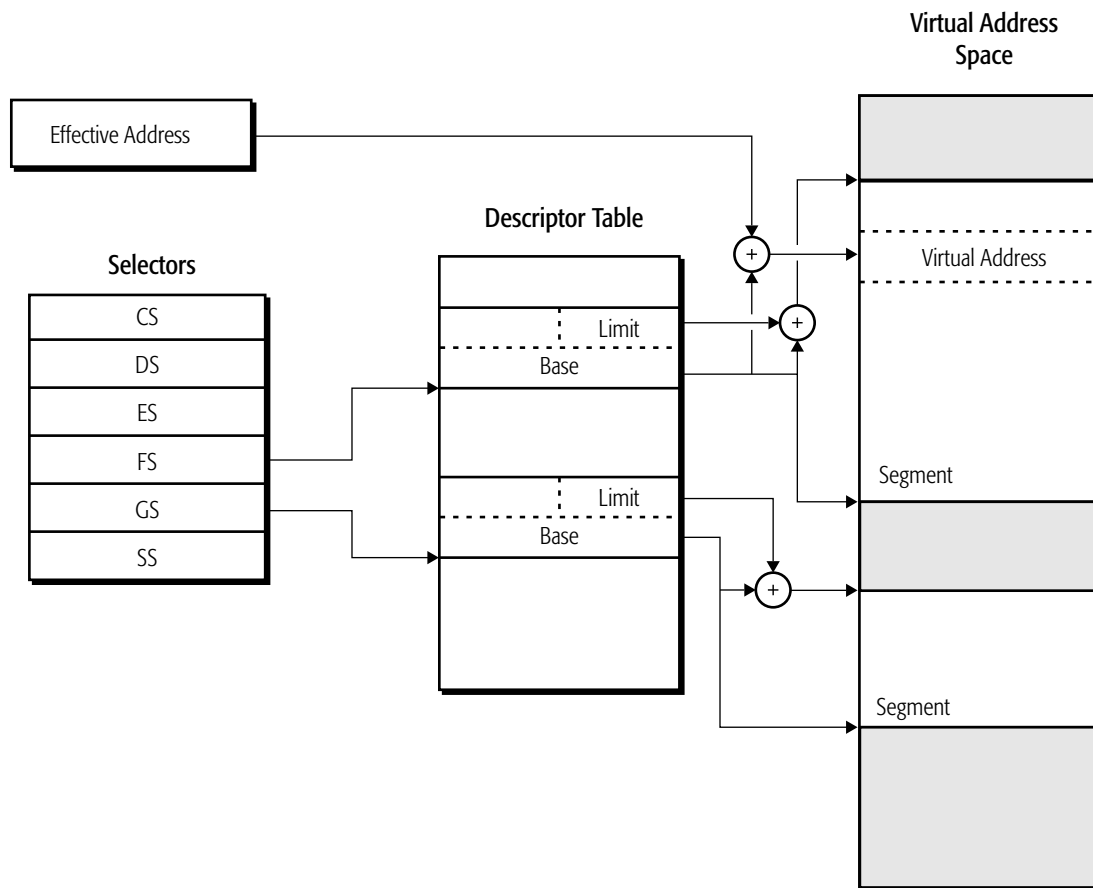 Virtual Address
Space
Effective Address
Descriptor Table
Selectors
CS
DS
ES
FS
GS
SS
Limit
Base
Limit
Base
+
+
+
Virtual Address
Segment
Segment